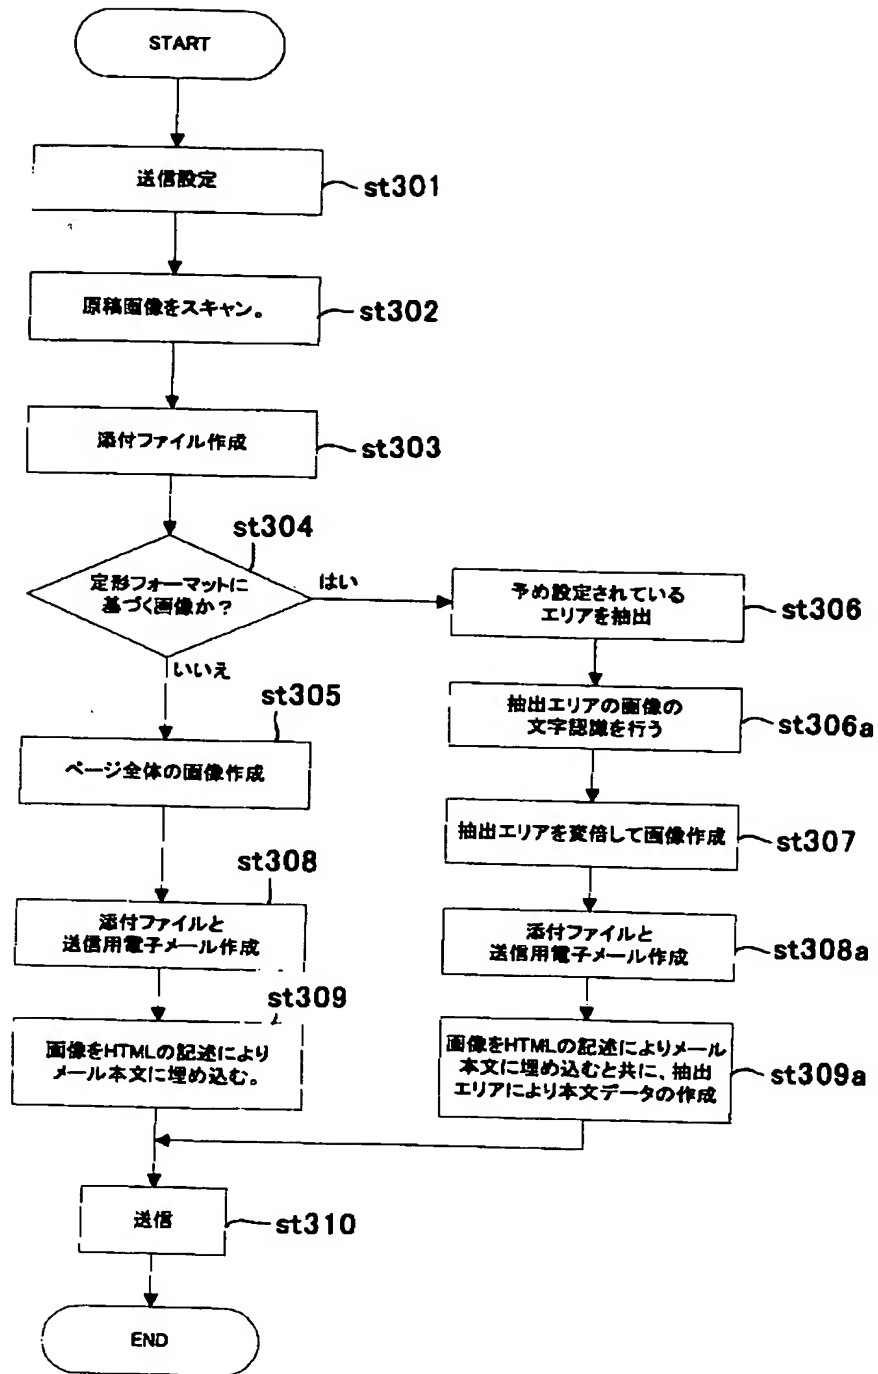 START
送信設定
st301
原稿画像をスキャン。
st302
添付ファイル作成
st303
st304
定形フォーマットに
基づく画像か？
はい
いいえ
予め設定されている
エリアを抽出
st306
抽出エリアの画像の
文字認識を行う
st306a
st305
ページ全体の画像作成
抽出エリアを変倍して画像作成
st307
st308
添付ファイルと
送信用電子メール作成
添付ファイルと
送信用電子メール作成
st308a
st309
画像をHTMLの記述により
メール本文に埋め込む。
画像をHTMLの記述によりメール
本文に埋め込むと共に、抽出
エリアにより本文データの作成
st309a
送信
st310
END